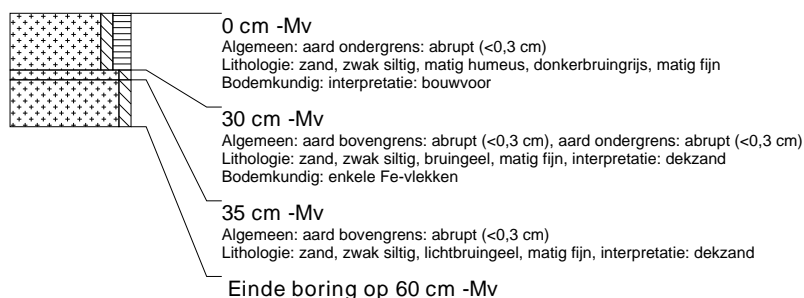 0 cm -Mv
Algemeen: aard ondergrens: abrupt (<0,3 cm)
Lithologie: zand, zwak siltig, matig humeus, donkerbruingrijs, matig fijn
Bodemkundig: interpretatie: bouwvoor
30 cm -Mv
Algemeen: aard bovengrens: abrupt (<0,3 cm), aard ondergrens: abrupt (<0,3 cm)
Lithologie: zand, zwak siltig, bruingeel, matig fijn, interpretatie: dekzand
Bodemkundig: enkele Fe-vlekken
35 cm -Mv
Algemeen: aard bovengrens: abrupt (<0,3 cm)
Lithologie: zand, zwak siltig, lichtbruingeel, matig fijn, interpretatie: dekzand
Einde boring op 60 cm -Mv